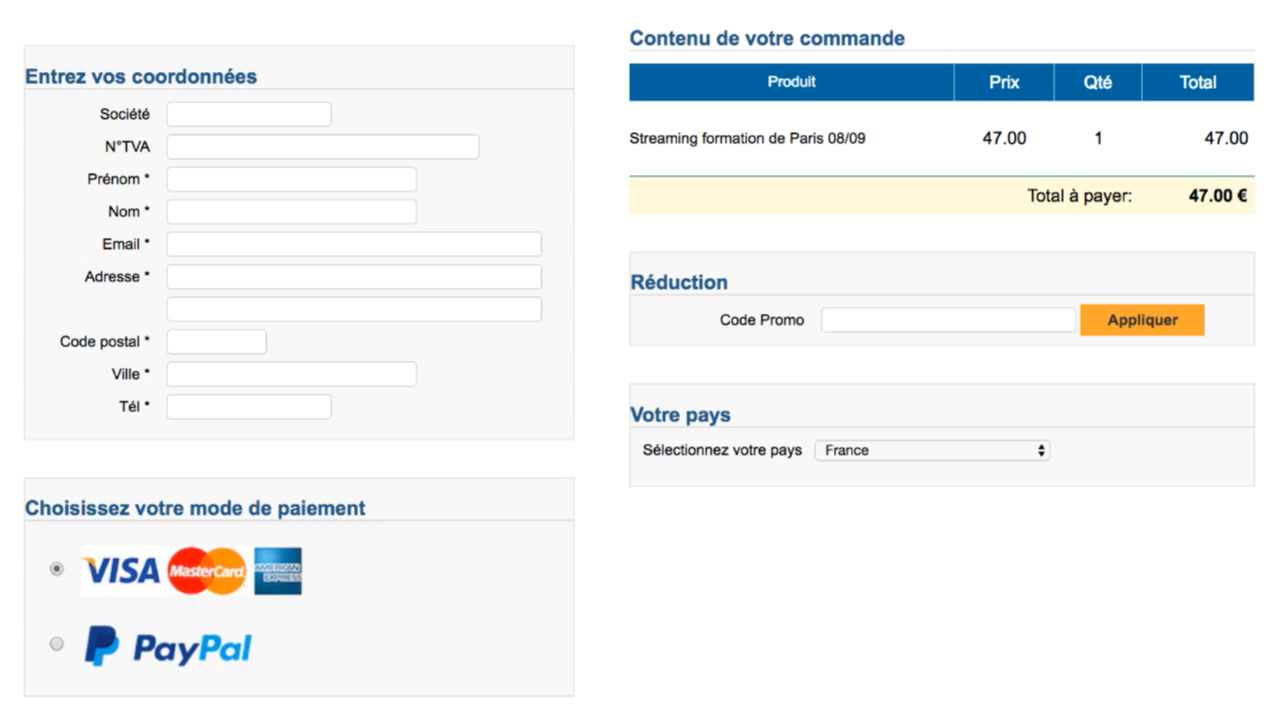 Entrez vos coordonnées
Société
N°TVA
Prénom *
Nom *
Email *
Adresse *
Code postal *
Ville *
Tél *
Choisissez votre mode de paiement
VISA MasterCard AMERICAN EXPRESS
PayPal
Contenu de votre commande
Produit Prix Qté Total
Streaming formation de Paris 08/09 47.00 1 47.00
Total à payer: 47.00 €
Réduction
Code Promo Appliquer
Votre pays
Sélectionnez votre pays France